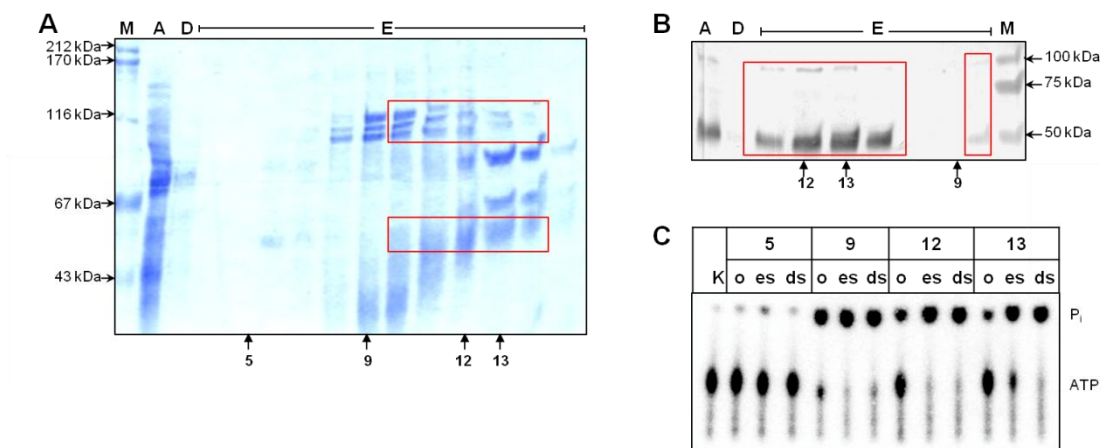 A
M A D E
212 kDa
170 kDa
116 kDa
67 kDa
43 kDa
5 9 12 13
B
A D E M
100 kDa
75 kDa
50 kDa
12 13 9
C
5 9 12 13
K o es ds o es ds o es ds o es ds
Pi
ATP